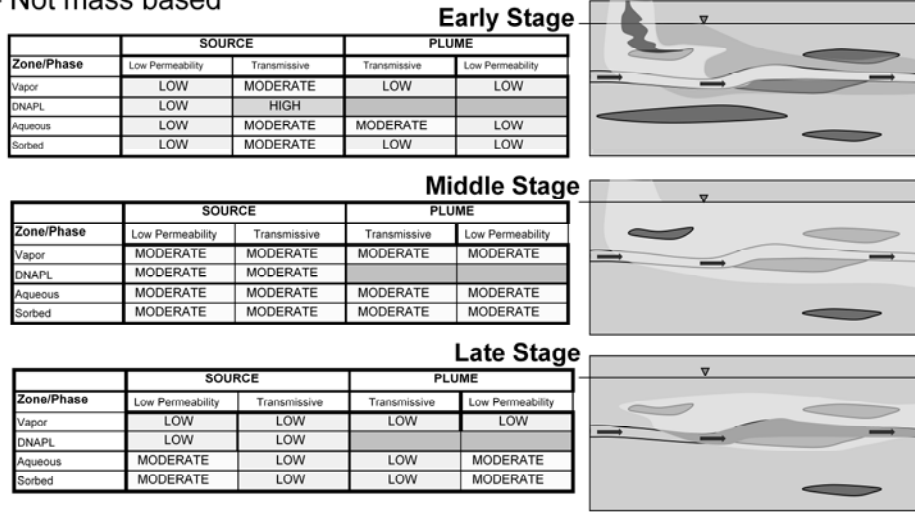 Not mass based
Early Stage
SOURCE PLUME
Zone/Phase Low Permeability Transmissive Transmissive Low Permeability
Vapor LOW MODERATE LOW LOW
DNAPL LOW HIGH
Aqueous LOW MODERATE MODERATE LOW
Sorbed LOW MODERATE LOW LOW
Middle Stage
SOURCE PLUME
Zone/Phase Low Permeability Transmissive Transmissive Low Permeability
Vapor MODERATE MODERATE MODERATE MODERATE
DNAPL MODERATE MODERATE
Aqueous MODERATE MODERATE MODERATE MODERATE
Sorbed MODERATE MODERATE MODERATE MODERATE
Late Stage
SOURCE PLUME
Zone/Phase Low Permeability Transmissive Transmissive Low Permeability
Vapor LOW LOW LOW LOW
DNAPL LOW LOW
Aqueous MODERATE LOW LOW MODERATE
Sorbed MODERATE LOW LOW MODERATE